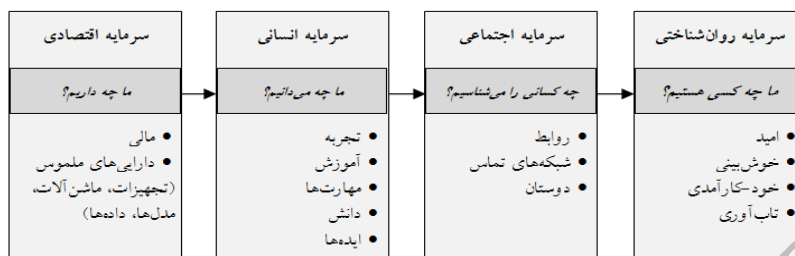 سرمایه اقتصادی
ما چه داریم؟
• مالی
• دارایی‌های ملموس
(تجهیزات، ماشن آلات،
مدل‌ها، داده‌ها)
سرمایه انسانی
ما چه می‌دانیم؟
• تجربه
• آموزش
• مهارت‌ها
• دانش
• ایده‌ها
سرمایه اجتماعی
چه کسانی را می‌شناسیم؟
• روابط
• شبکه‌های تماس
• دوستان
سرمایه روان‌شناختی
ما چه کسی هستیم؟
• امید
• خوش‌بینی
• خود-کارآمدی
• تاب‌آوری